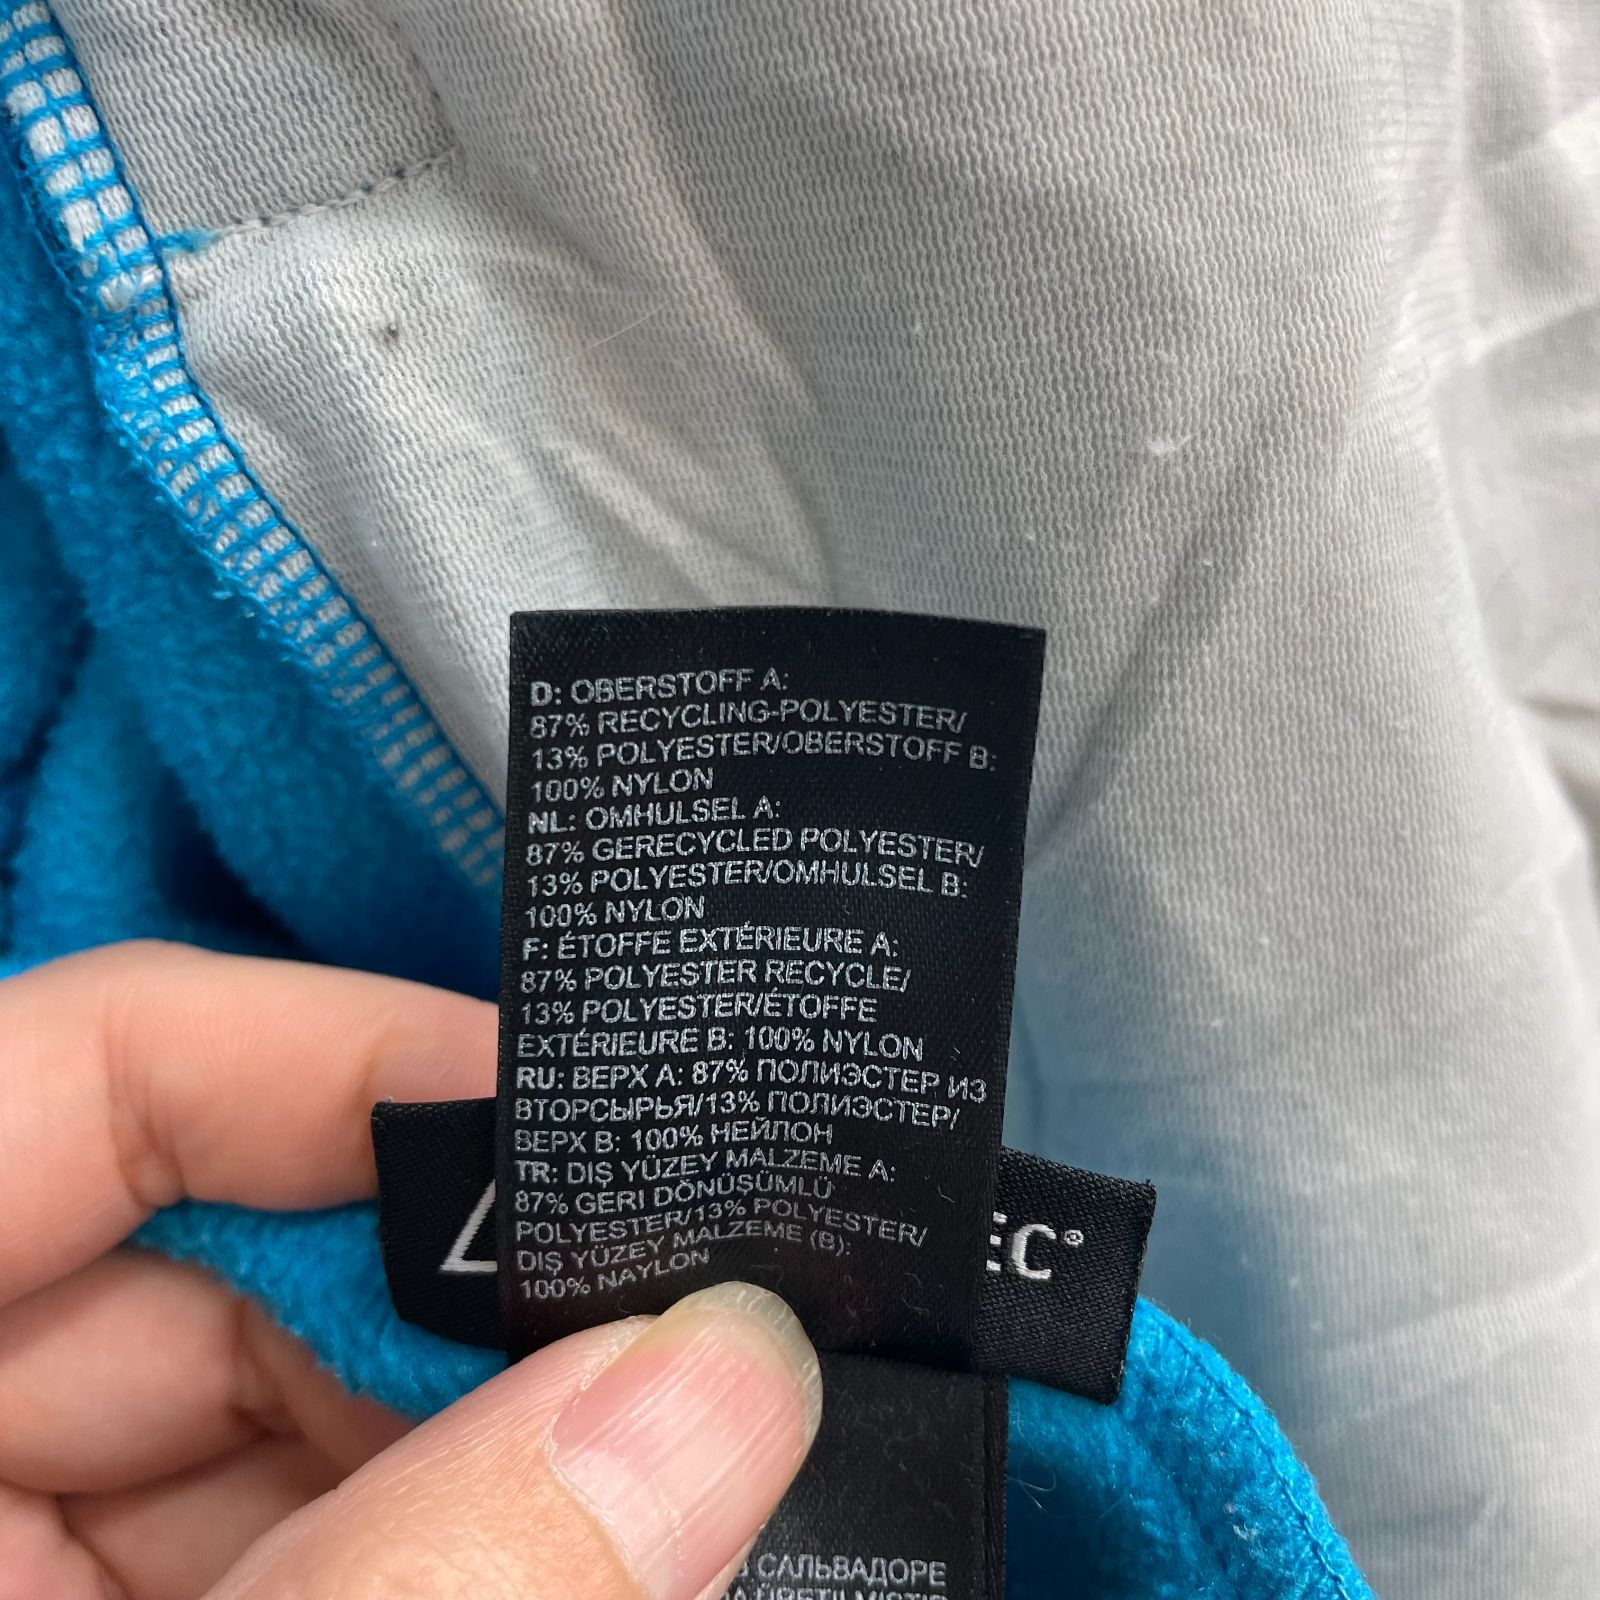 D: OBERSTOFF A:
87% RECYCLING-POLYESTER/
13% POLYESTER/OBERSTOFF B:
100% NYLON
NL: OMHULSEL A:
87% GERECYCLED POLYESTER/
13% POLYESTER/OMHULSEL B:
100% NYLON
F: ÉTOFFE EXTÉRIEURE A:
87% POLYESTER RECYCLE/
13% POLYESTER/ÉTOFFE
EXTÉRIEURE B: 100% NYLON
RU: ВЕРХ А: 87% ПОЛИЭСТЕР ИЗ
ВТОРСЫРЬЯ/13% ПОЛИЭСТЕР/
ВЕРХ В: 100% НЕЙЛОН
TR: DIŞ YÜZEY MALZEME A:
87% GERI DÖNÜŞÜMLÜ
POLYESTER/13% POLYESTER/
DIŞ YÜZEY MALZEME (B):
100% NAYLON
EC®
САЛЬВАДОРЕ